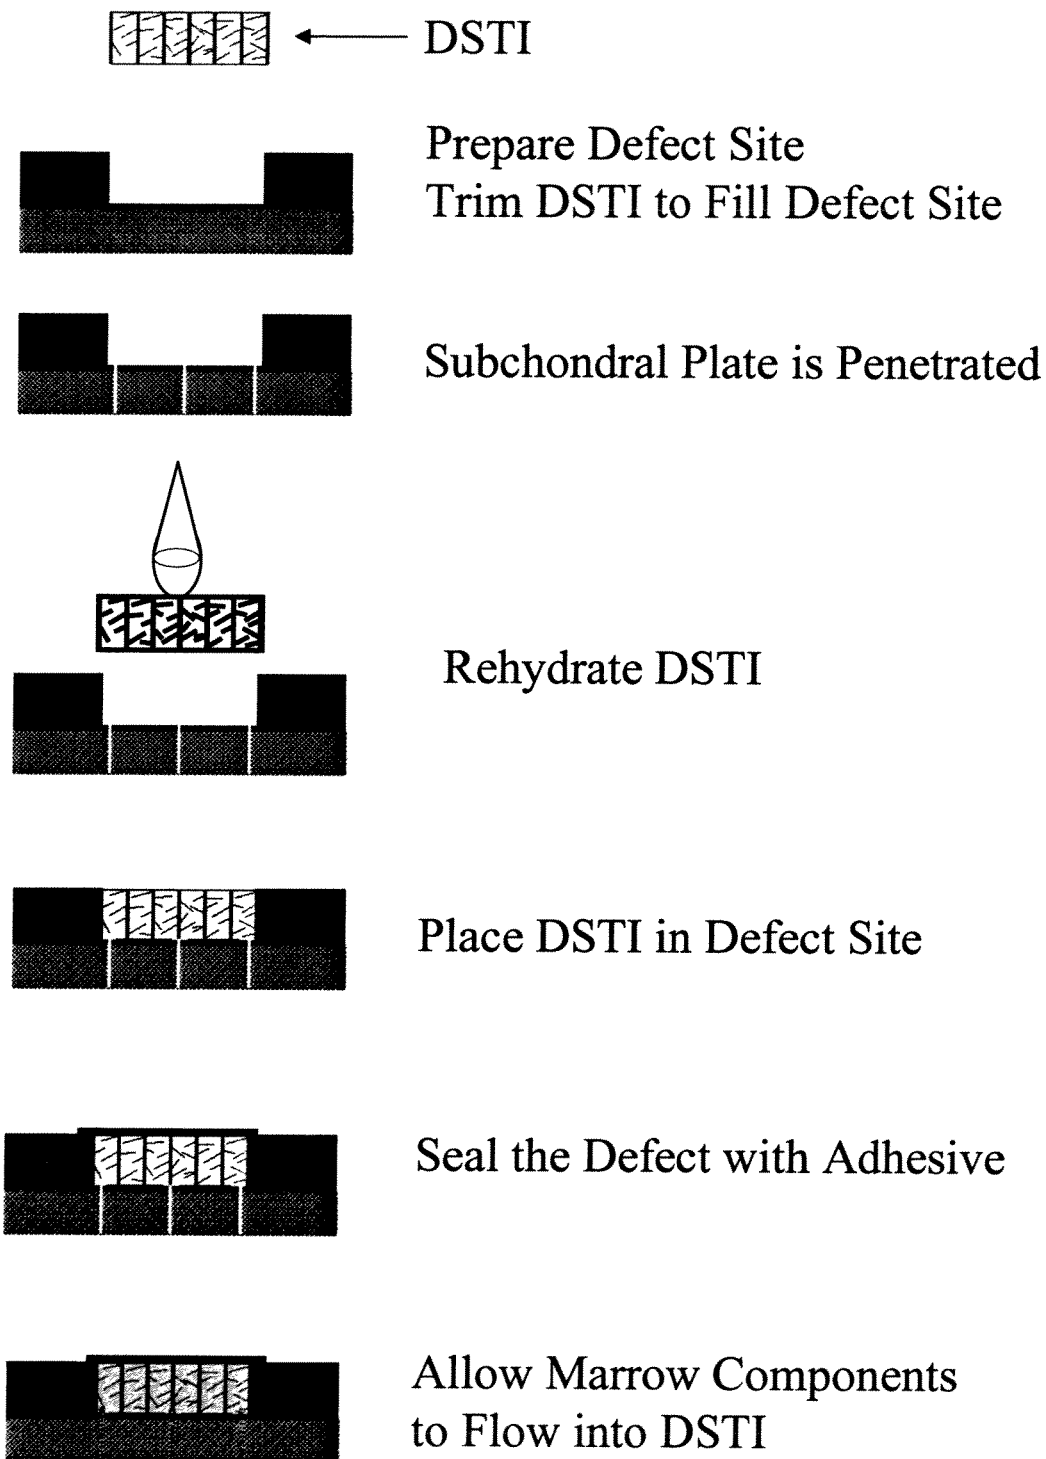 DSTI
Prepare Defect Site
Trim DSTI to Fill Defect Site
Subchondral Plate is Penetrated
Rehydrate DSTI
Place DSTI in Defect Site
Seal the Defect with Adhesive
Allow Marrow Components
to Flow into DSTI